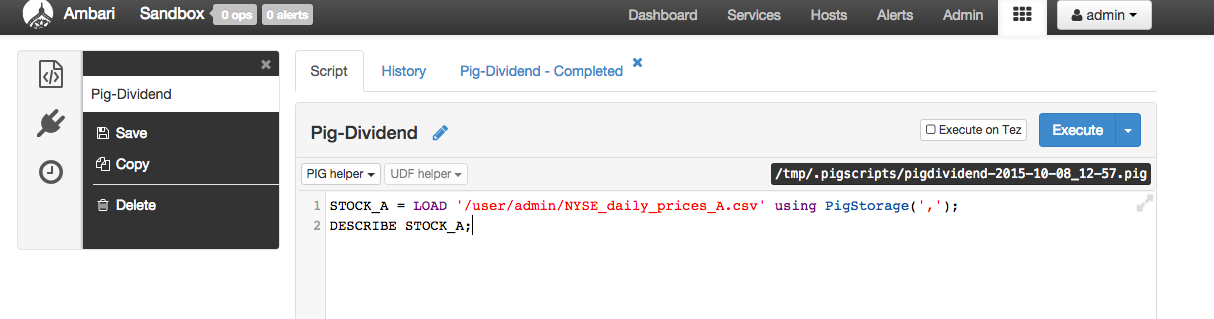 Ambari Sandbox 0 ops 0 alerts Dashboard Services Hosts Alerts Admin admin
Script History Pig-Dividend - Completed
Pig-Dividend
Save
Copy
Delete
Pig-Dividend Execute on Tez Execute
PIG helper UDF helper /tmp/.pigscripts/pigdividend-2015-10-08_12-57.pig
1 STOCK_A = LOAD '/user/admin/NYSE_daily_prices_A.csv' using PigStorage(',');
2 DESCRIBE STOCK_A;